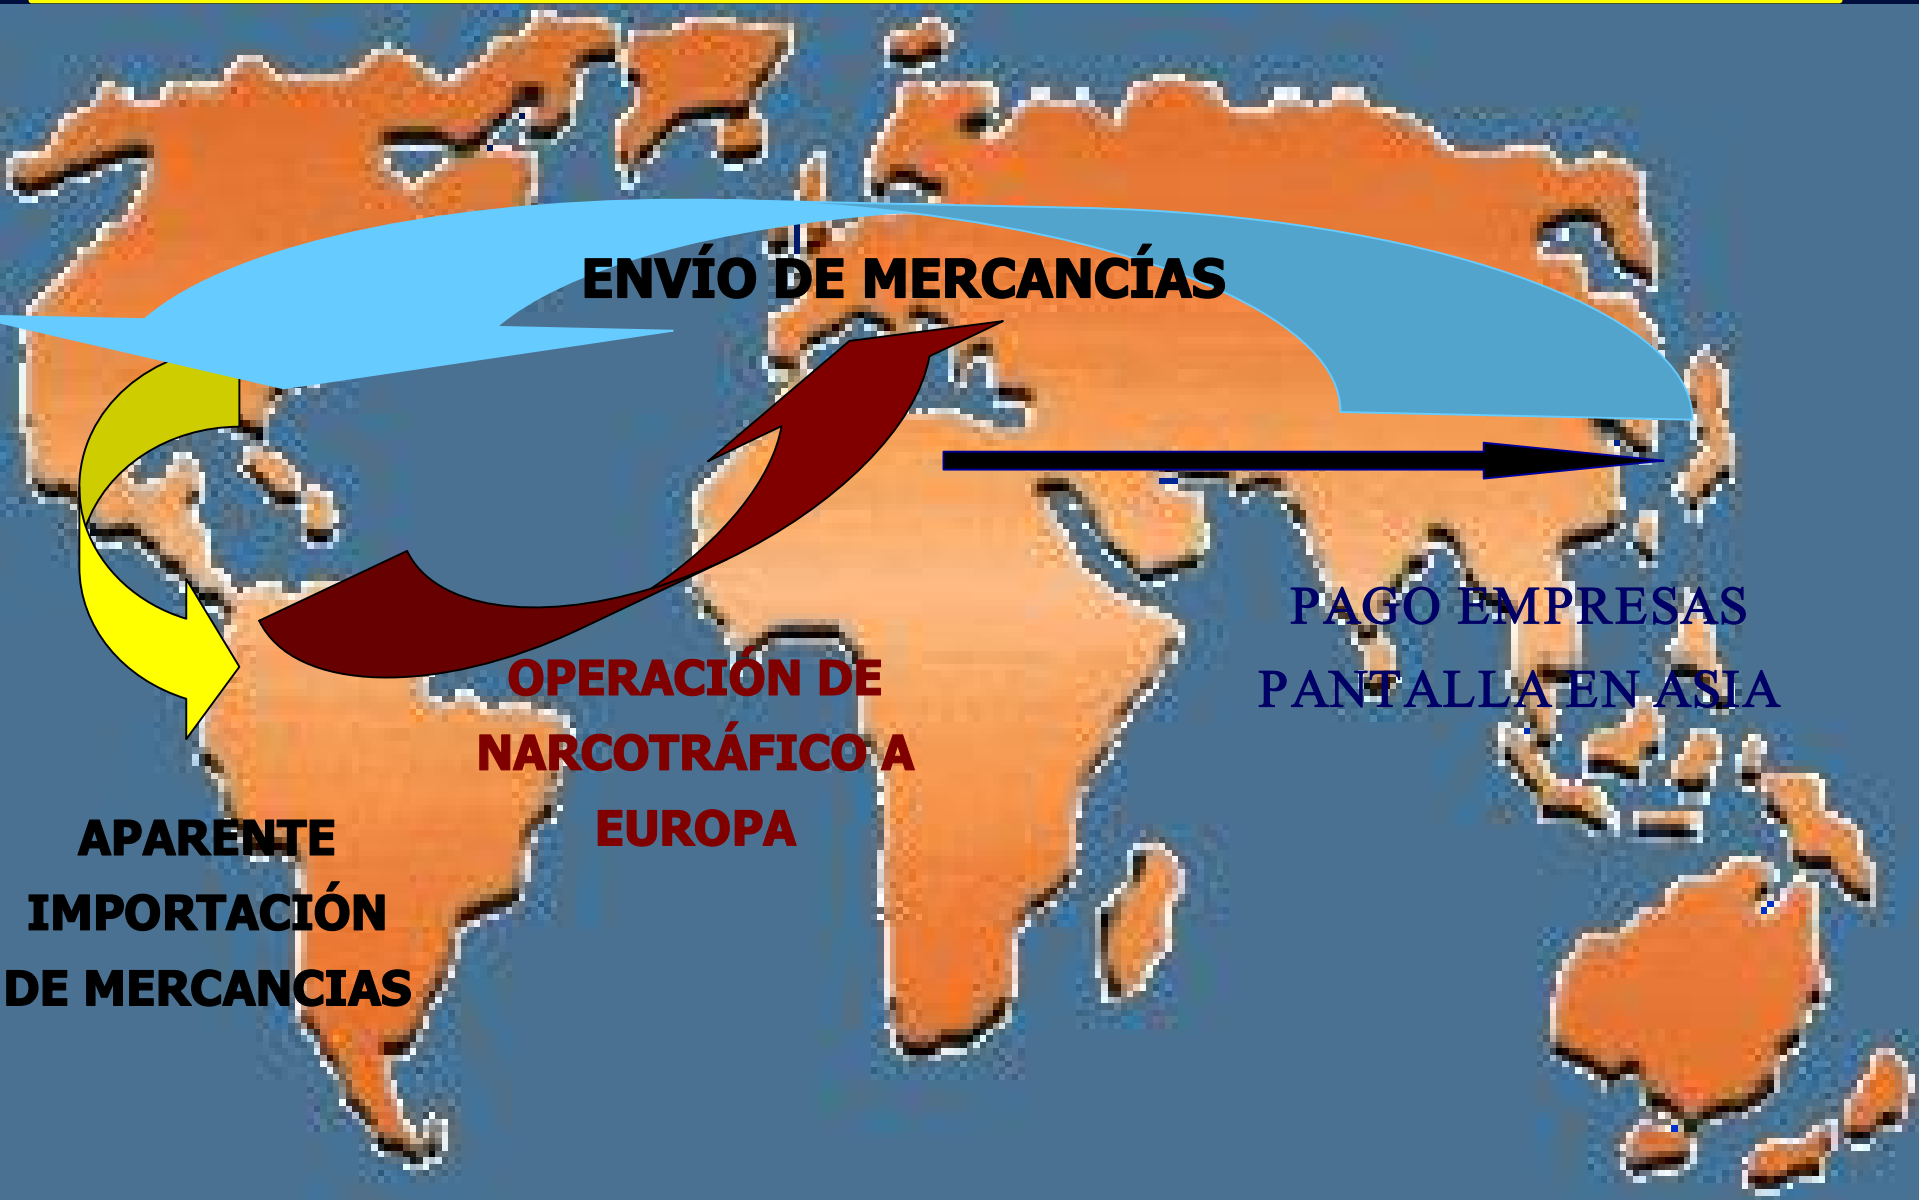 ENVÍO DE MERCANCÍAS
PAGO EMPRESAS
PANTALLA EN ASIA
OPERACIÓN DE
NARCOTRÁFICO A
EUROPA
APARENTE
IMPORTACIÓN
DE MERCANCIAS